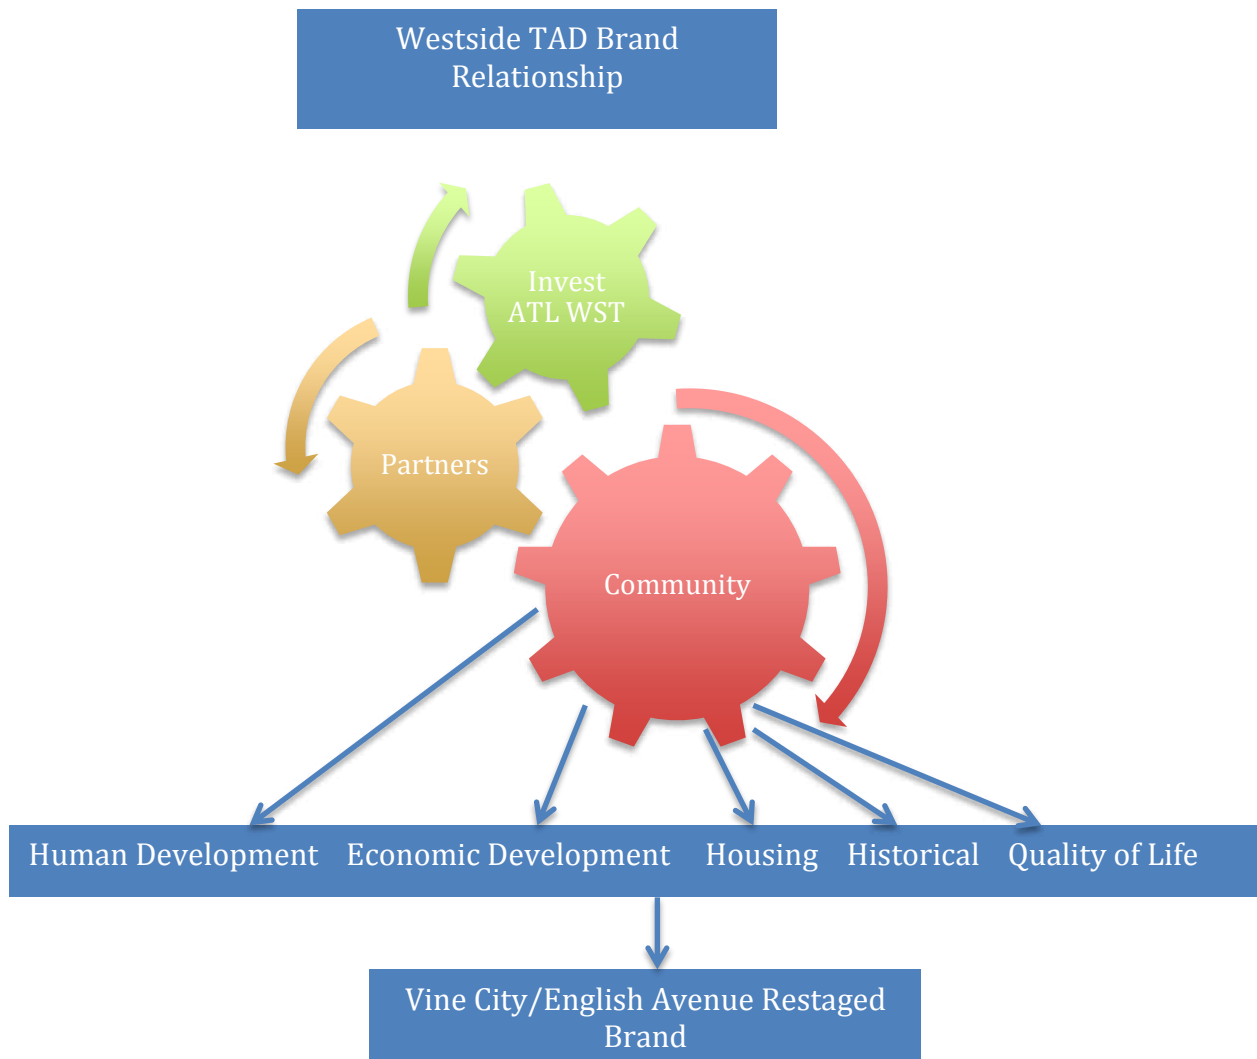 Westside TAD Brand
Relationship
Invest
ATL WST
Partners
Community
Human Development Economic Development Housing Historical Quality of Life
Vine City/English Avenue Restaged
Brand